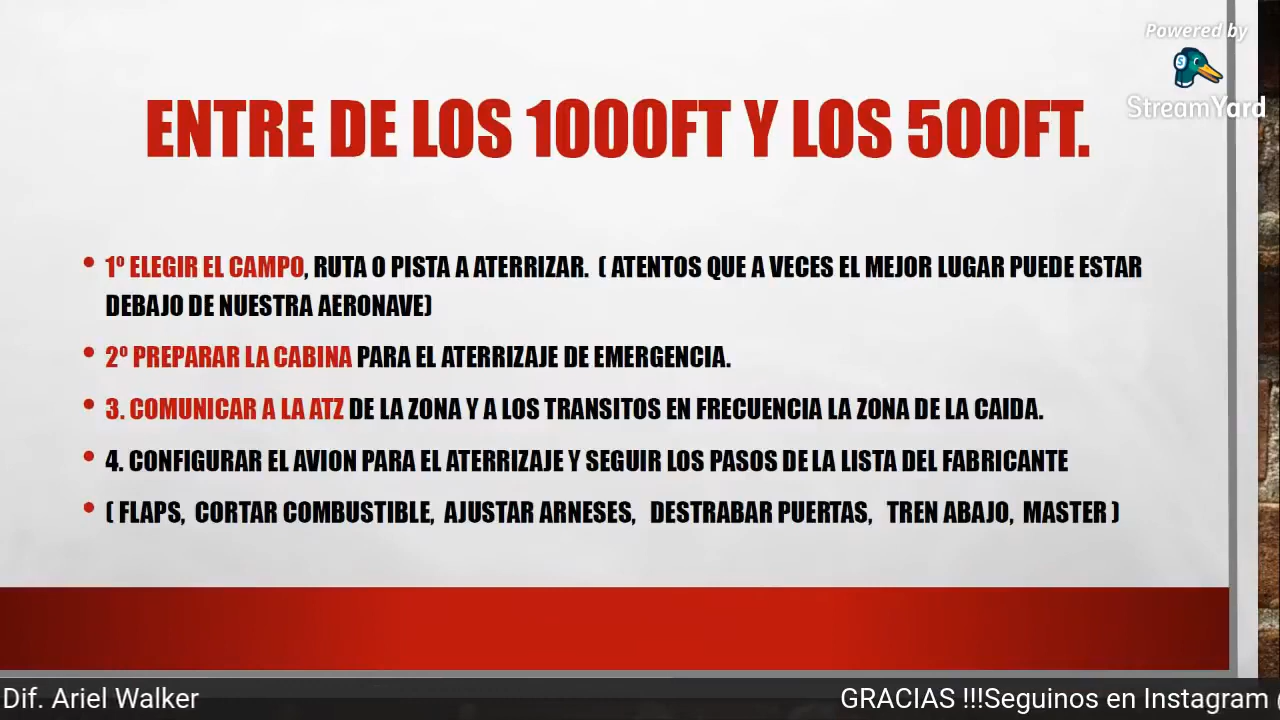 Powered by
StreamYard
ENTRE DE LOS 1000FT Y LOS 500FT.
• 1º ELEGIR EL CAMPO, RUTA O PISTA A ATERRIZAR. ( ATENTOS QUE A VECES EL MEJOR LUGAR PUEDE ESTAR
DEBAJO DE NUESTRA AERONAVE)
• 2º PREPARAR LA CABINA PARA EL ATERRIZAJE DE EMERGENCIA.
• 3. COMUNICAR A LA ATZ DE LA ZONA Y A LOS TRANSITOS EN FRECUENCIA LA ZONA DE LA CAIDA.
• 4. CONFIGURAR EL AVION PARA EL ATERRIZAJE Y SEGUIR LOS PASOS DE LA LISTA DEL FABRICANTE
• ( FLAPS, CORTAR COMBUSTIBLE, AJUSTAR ARNESES, DESTRABAR PUERTAS, TREN ABAJO, MASTER )
Dif. Ariel Walker GRACIAS !!!Seguinos en Instagram (